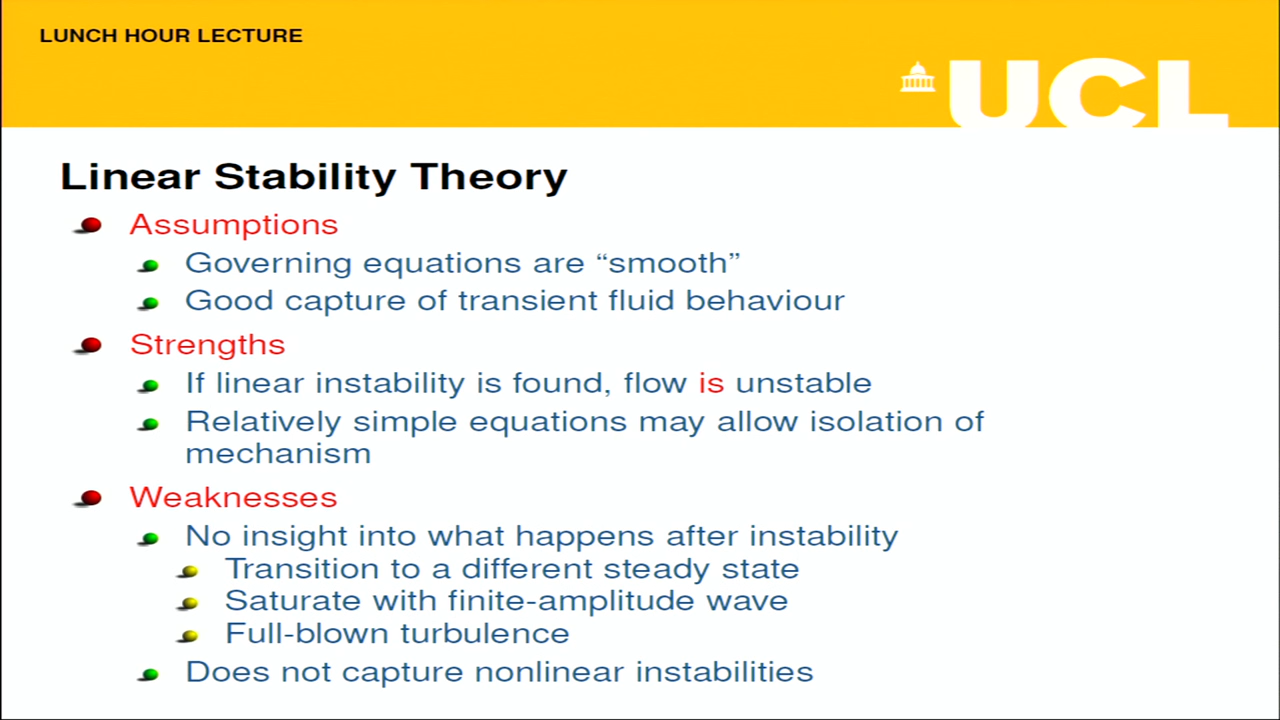 LUNCH HOUR LECTURE
UCL
Linear Stability Theory
Assumptions
Governing equations are “smooth”
Good capture of transient fluid behaviour
Strengths
If linear instability is found, flow is unstable
Relatively simple equations may allow isolation of
mechanism
Weaknesses
No insight into what happens after instability
Transition to a different steady state
Saturate with finite-amplitude wave
Full-blown turbulence
Does not capture nonlinear instabilities